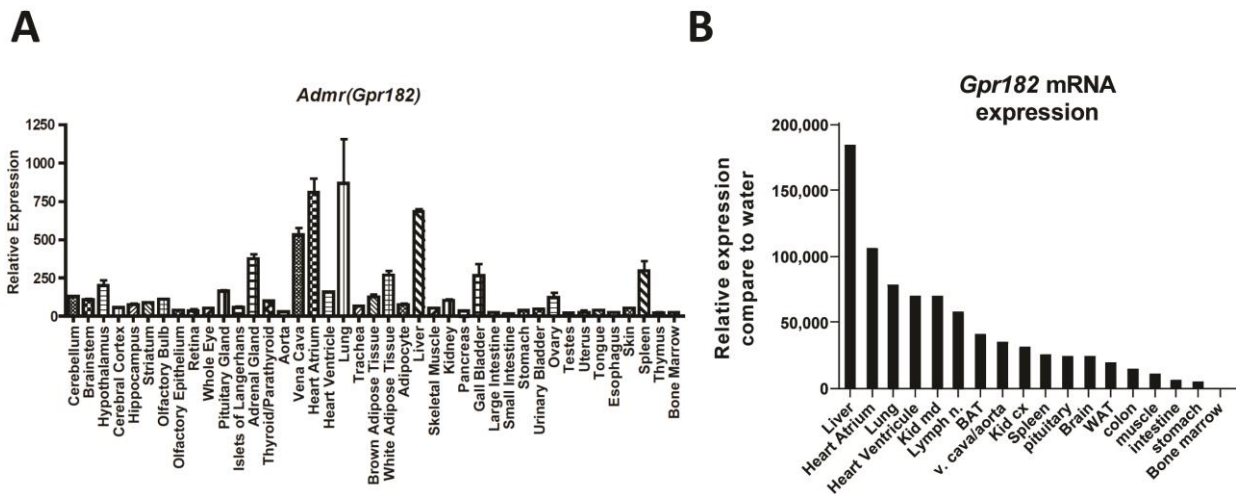 A
Admr(Gpr182)
Relative Expression
1250
1000
750
500
250
0
Cerebellum
Brainstem
Hypothalamus
Cerebral Cortex
Hippocampus
Striatum
Olfactory Bulb
Olfactory Epithelium
Retina
Whole Eye
Pituitary Gland
Islets of Langerhans
Adrenal Gland
Thyroid/Parathyroid
Aorta
Vena Cava
Heart Atrium
Heart Ventricle
Lung
Trachea
Brown Adipose Tissue
White Adipose Tissue
Adipocyte
Liver
Skeletal Muscle
Kidney
Pancreas
Gall Bladder
Large Intestine
Small Intestine
Stomach
Urinary Bladder
Ovary
Testes
Uterus
Tongue
Esophagus
Skin
Spleen
Thymus
Bone Marrow
B
Gpr182 mRNA
expression
Relative expression
compare to water
200,000
150,000
100,000
50,000
0
Liver
Heart Atrium
Lung
Heart Ventricule
Kid md
Lymph n.
BAT
v. cava/aorta
Kid cx
Spleen
pituitary
Brain
WAT
colon
muscle
intestine
stomach
Bone marrow